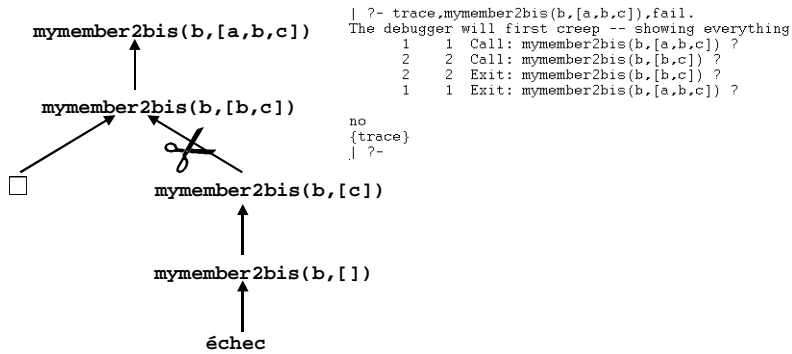 mymember2bis(b,[a,b,c])
mymember2bis(b,[b,c])
mymember2bis(b,[c])
mymember2bis(b,[])
échec
| ?- trace,mymember2bis(b,[a,b,c]),fail.
The debugger will first creep -- showing everything
1 1 Call: mymember2bis(b,[a,b,c]) ?
2 2 Call: mymember2bis(b,[b,c]) ?
2 2 Exit: mymember2bis(b,[b,c]) ?
1 1 Exit: mymember2bis(b,[a,b,c]) ?
no
{trace}
| ?-